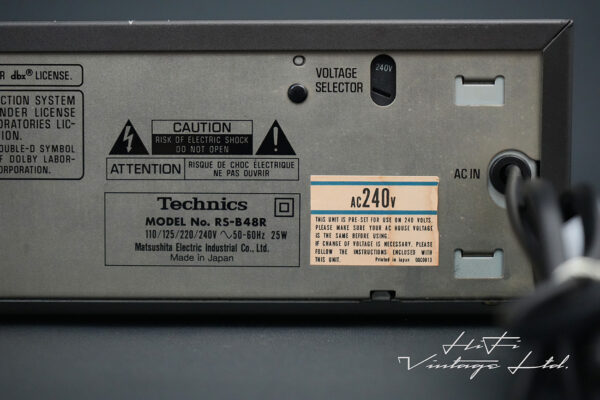 R dbx® LICENSE.
CTION SYSTEM
NDER LICENSE
ORATORIES LIC-
ION.
OUBLE-D SYMBOL
F DOLBY LABOR-
ORPORATION.
VOLTAGE
SELECTOR
240V
CAUTION
RISK OF ELECTRIC SHOCK
DO NOT OPEN
ATTENTION
RISQUE DE CHOC ÉLECTRIQUE
NE PAS OUVRIR
AC IN
Technics
MODEL No. RS-B48R
110/125/220/240V ∿50-60Hz 25W
Matsushita Electric Industrial Co., Ltd.
Made in Japan
AC240V
THIS UNIT IS PRE-SET FOR USE ON 240 VOLTS.
PLEASE MAKE SURE YOUR AC HOUSE VOLTAGE
IS THE SAME BEFORE USING.
IF CHANGE OF VOLTAGE IS NECESSARY, PLEASE
FOLLOW THE INSTRUCTIONS ENCLOSED WITH
THIS UNIT. Printed in Japan
HiFi
Vintage Ltd.